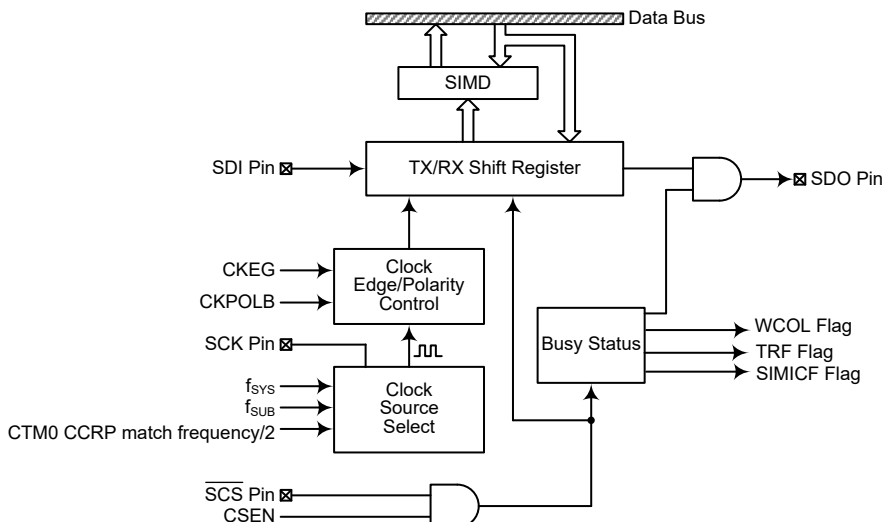 Data Bus
SIMD
SDI Pin
TX/RX Shift Register
SDO Pin
CKEG
CKPOLB
Clock
Edge/Polarity
Control
SCK Pin
Busy Status
WCOL Flag
TRF Flag
SIMICF Flag
fSYS
fSUB
CTM0 CCRP match frequency/2
Clock
Source
Select
SCS Pin
CSEN